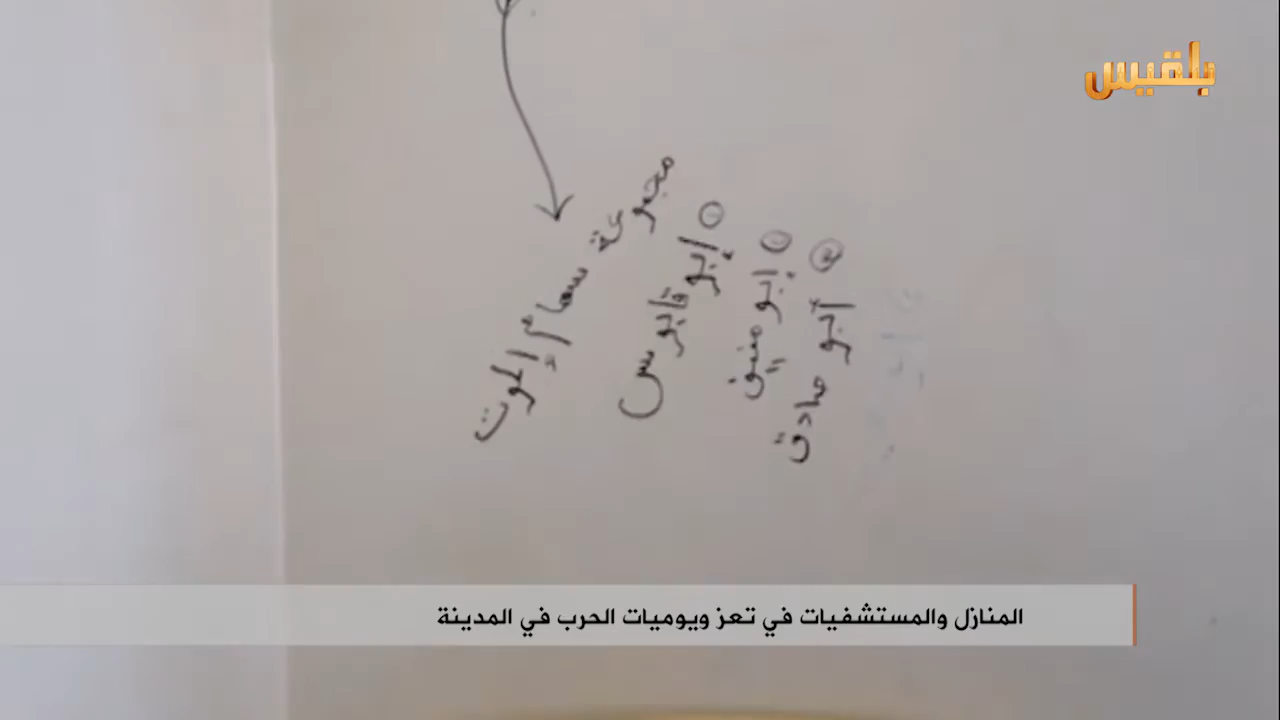 بلقيس
مجموعة سهام الموت
① أبو قابوس
② أبو
③ أبو صادق
المنازل والمستشفيات في تعز ويوميات الحرب في المدينة